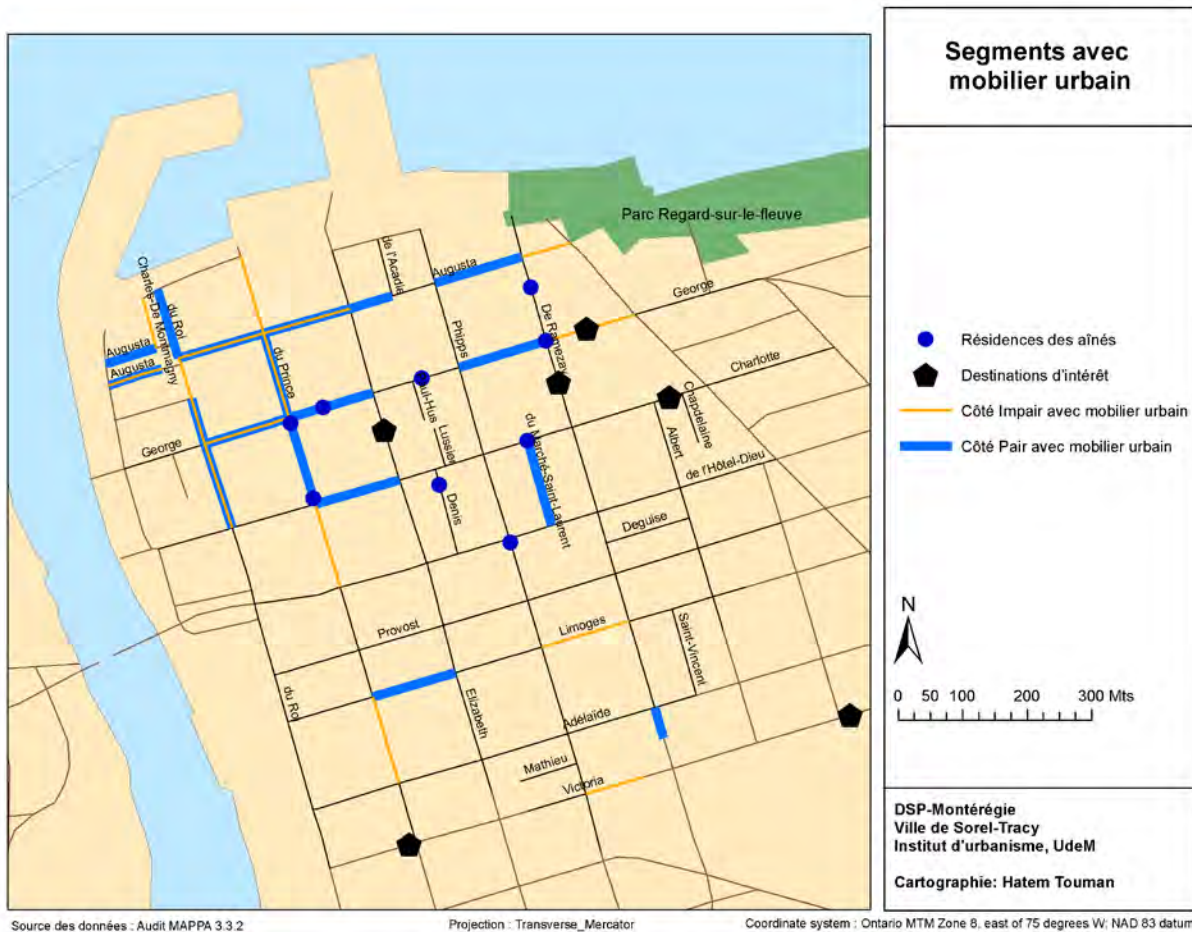 Segments avec
mobilier urbain
Parc Regard-sur-le-fleuve
de l'Acadie
Augusta
Charles-De Montmagny
du Roi
George
De Ramezay
Augusta
Augusta
du Prince
Phipps
Charlotte
Chapdelaine
Lussier
Albert
George
du Marché-Saint-Laurent
de l'Hôtel-Dieu
Denis
Deguise
Provost
Limoges
Saint-Vincent
Elizabeth
Adélaïde
Mathieu
Victoria
Résidences des aînés
Destinations d'intérêt
Côté Impair avec mobilier urbain
Côté Pair avec mobilier urbain
N
0 50 100 200 300 Mts
DSP-Montérégie
Ville de Sorel-Tracy
Institut d'urbanisme, UdeM
Cartographie: Hatem Touman
Source des données : Audit MAPPA 3.3.2
Projection : Transverse_Mercator
Coordinate system : Ontario MTM Zone 8, east of 75 degrees W; NAD 83 datum